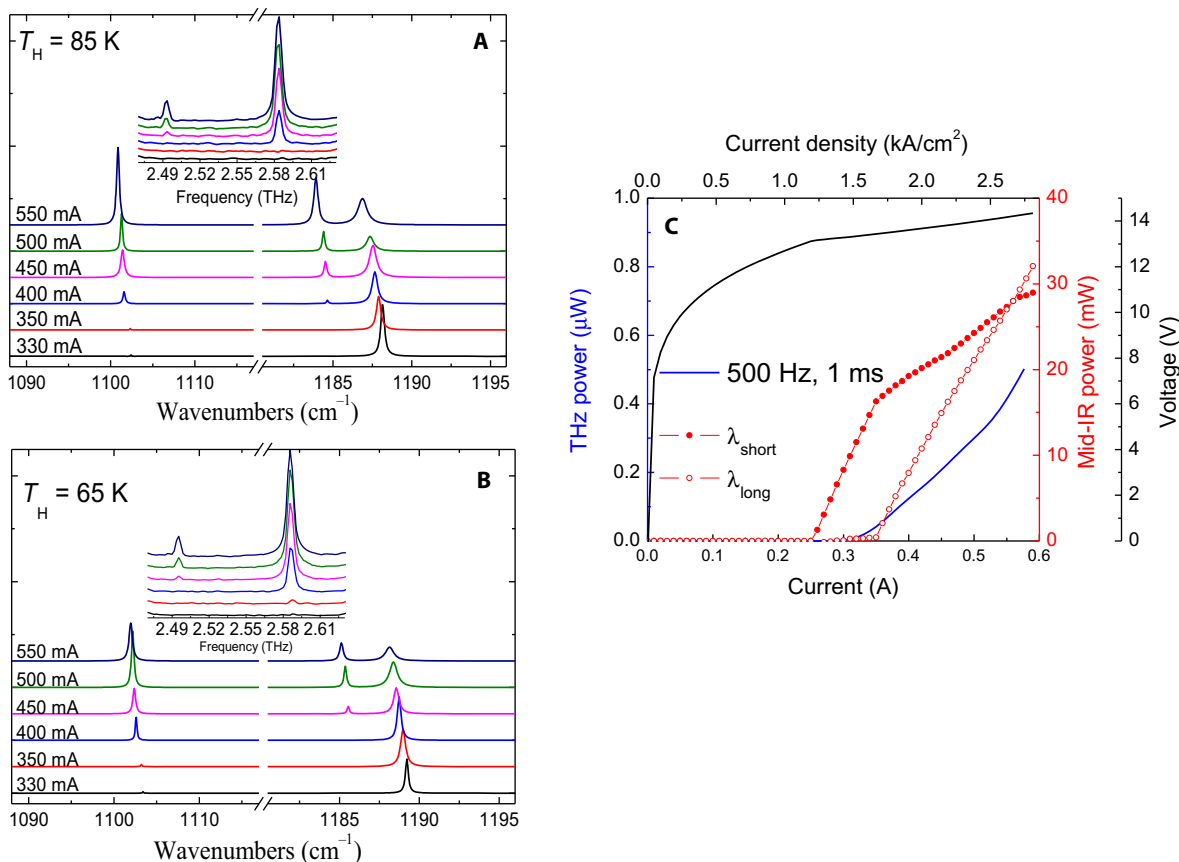 T_H = 85 K
A
2.49 2.52 2.55 2.58 2.61
Frequency (THz)
550 mA
500 mA
450 mA
400 mA
350 mA
330 mA
1090 1100 1110 1185 1190 1195
Wavenumbers (cm⁻¹)
T_H = 65 K
B
2.49 2.52 2.55 2.58 2.61
Frequency (THz)
550 mA
500 mA
450 mA
400 mA
350 mA
330 mA
1090 1100 1110 1185 1190 1195
Wavenumbers (cm⁻¹)
Current density (kA/cm²)
0.0 0.5 1.0 1.5 2.0 2.5
C
1.0
0.8
0.6
0.4
0.2
0.0
THz power (μW)
500 Hz, 1 ms
λ_short
λ_long
40
30
20
10
0
Mid-IR power (mW)
14
12
10
8
6
4
2
0
Voltage (V)
0.0 0.1 0.2 0.3 0.4 0.5 0.6
Current (A)